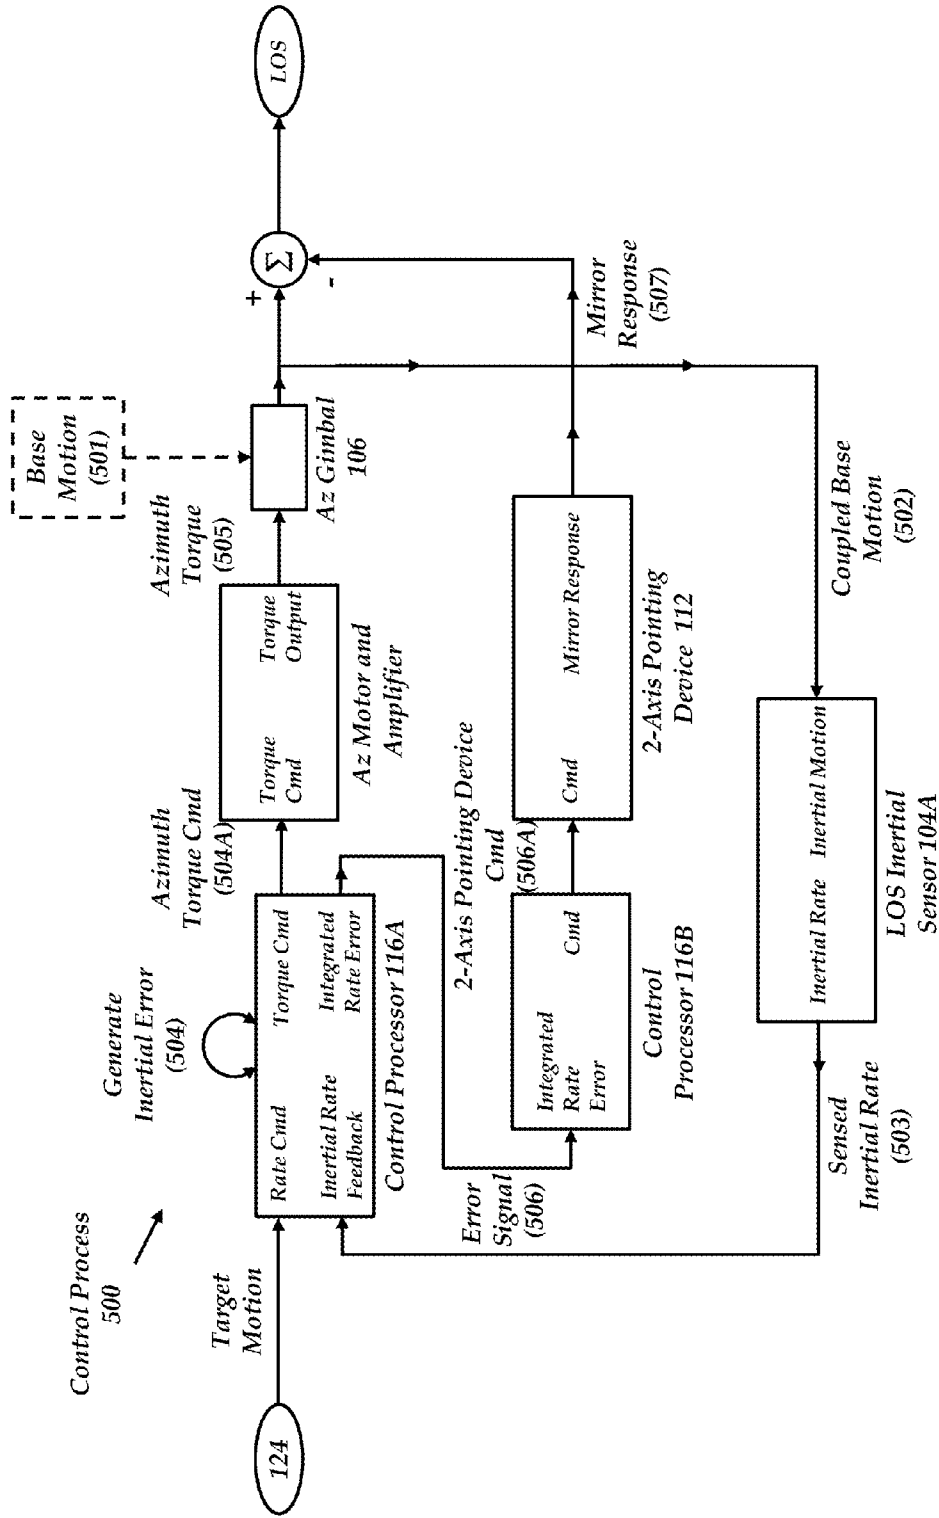 Control Process
500
124
Target
Motion
Generate
Inertial Error
(504)
Rate Cmd
Torque Cmd
Inertial Rate
Feedback
Integrated
Rate Error
Control Processor 116A
Azimuth
Torque Cmd
(504A)
Torque
Cmd
Torque
Output
Az Motor and
Amplifier
Azimuth
Torque
(505)
Base
Motion
(501)
Az Gimbal
106
+
-
Σ
LOS
Error
Signal
(506)
Integrated
Rate
Error
Cmd
Control
Processor 116B
2-Axis Pointing Device
Cmd
(506A)
Cmd
Mirror Response
2-Axis Pointing
Device 112
Mirror
Response
(507)
Sensed
Inertial Rate
(503)
Inertial Rate
Inertial Motion
LOS Inertial
Sensor 104A
Coupled Base
Motion
(502)